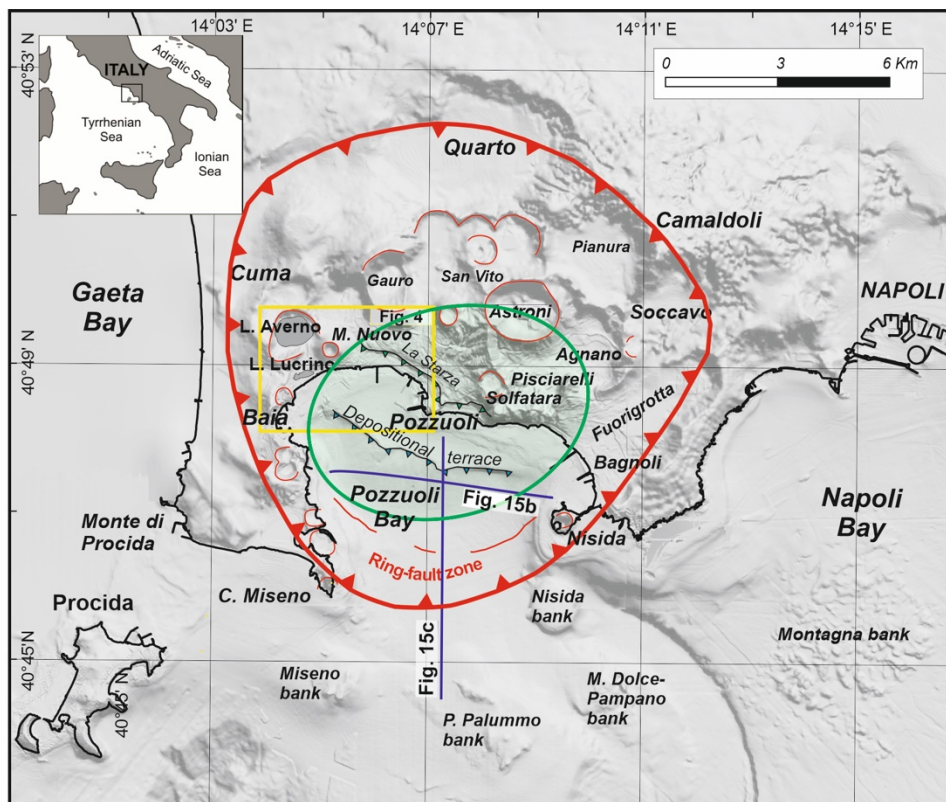 14°03' E
14°07' E
14°11' E
14°15' E
40°53' N
40°49' N
40°45' N
40°45' N
ITALY
Adriatic Sea
Tyrrhenian
Sea
Ionian
Sea
0 3 6 Km
Quarto
Camaldoli
Pianura
Cuma
Gauro
San Vito
Gaeta
Bay
Astroni
Soccavo
NAPOLI
L. Averno
Fig. 4
M. Nuovo
La Starza
Agnano
L. Lucrino
Pisciarelli
Solfatara
Baia
Pozzuoli
Fuorigrotta
Depositional terrace
Bagnoli
Pozzuoli
Bay
Fig. 15b
Napoli
Bay
Monte di
Procida
Nisida
Ring-fault zone
C. Miseno
Procida
Nisida
bank
Fig. 15c
Montagna bank
Miseno
bank
M. Dolce-
Pampano
bank
P. Palummo
bank